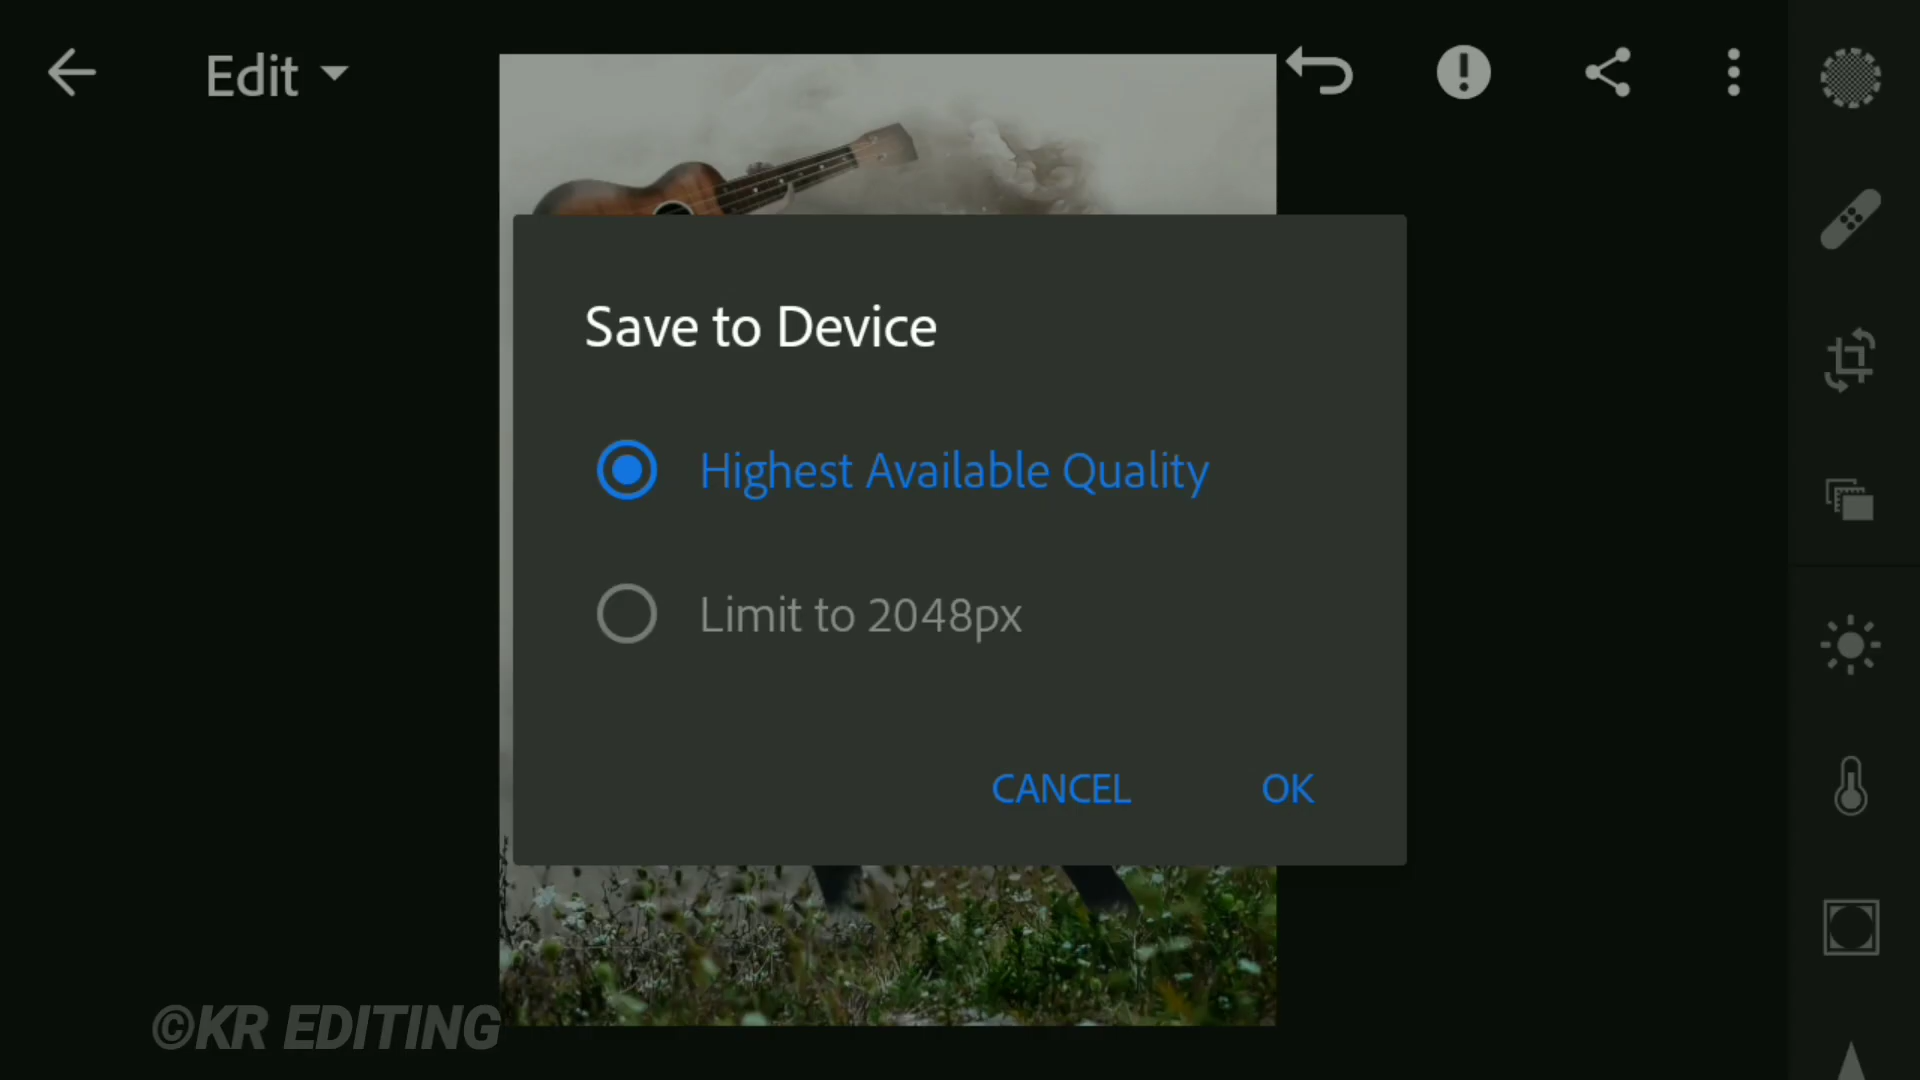 Edit
Save to Device
Highest Available Quality
Limit to 2048px
CANCEL OK
©KR EDITING